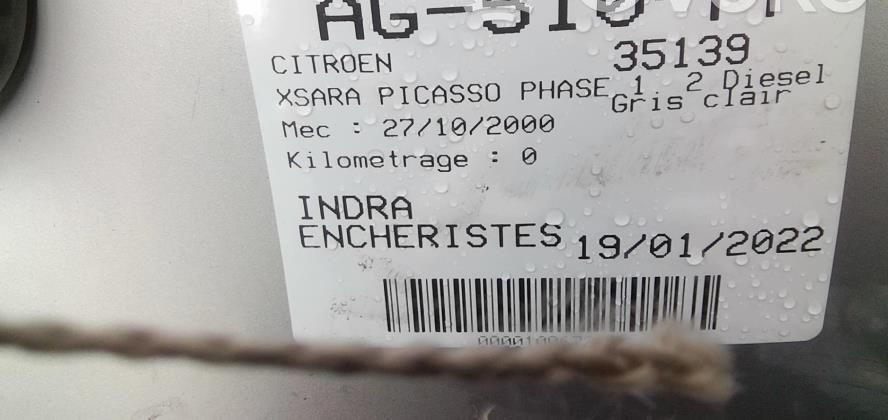 35139
CITROEN
XSARA PICASSO PHASE 1 2 Diesel
Gris clair
Mec : 27/10/2000
Kilometrage : 0
INDRA
ENCHERISTES 19/01/2022